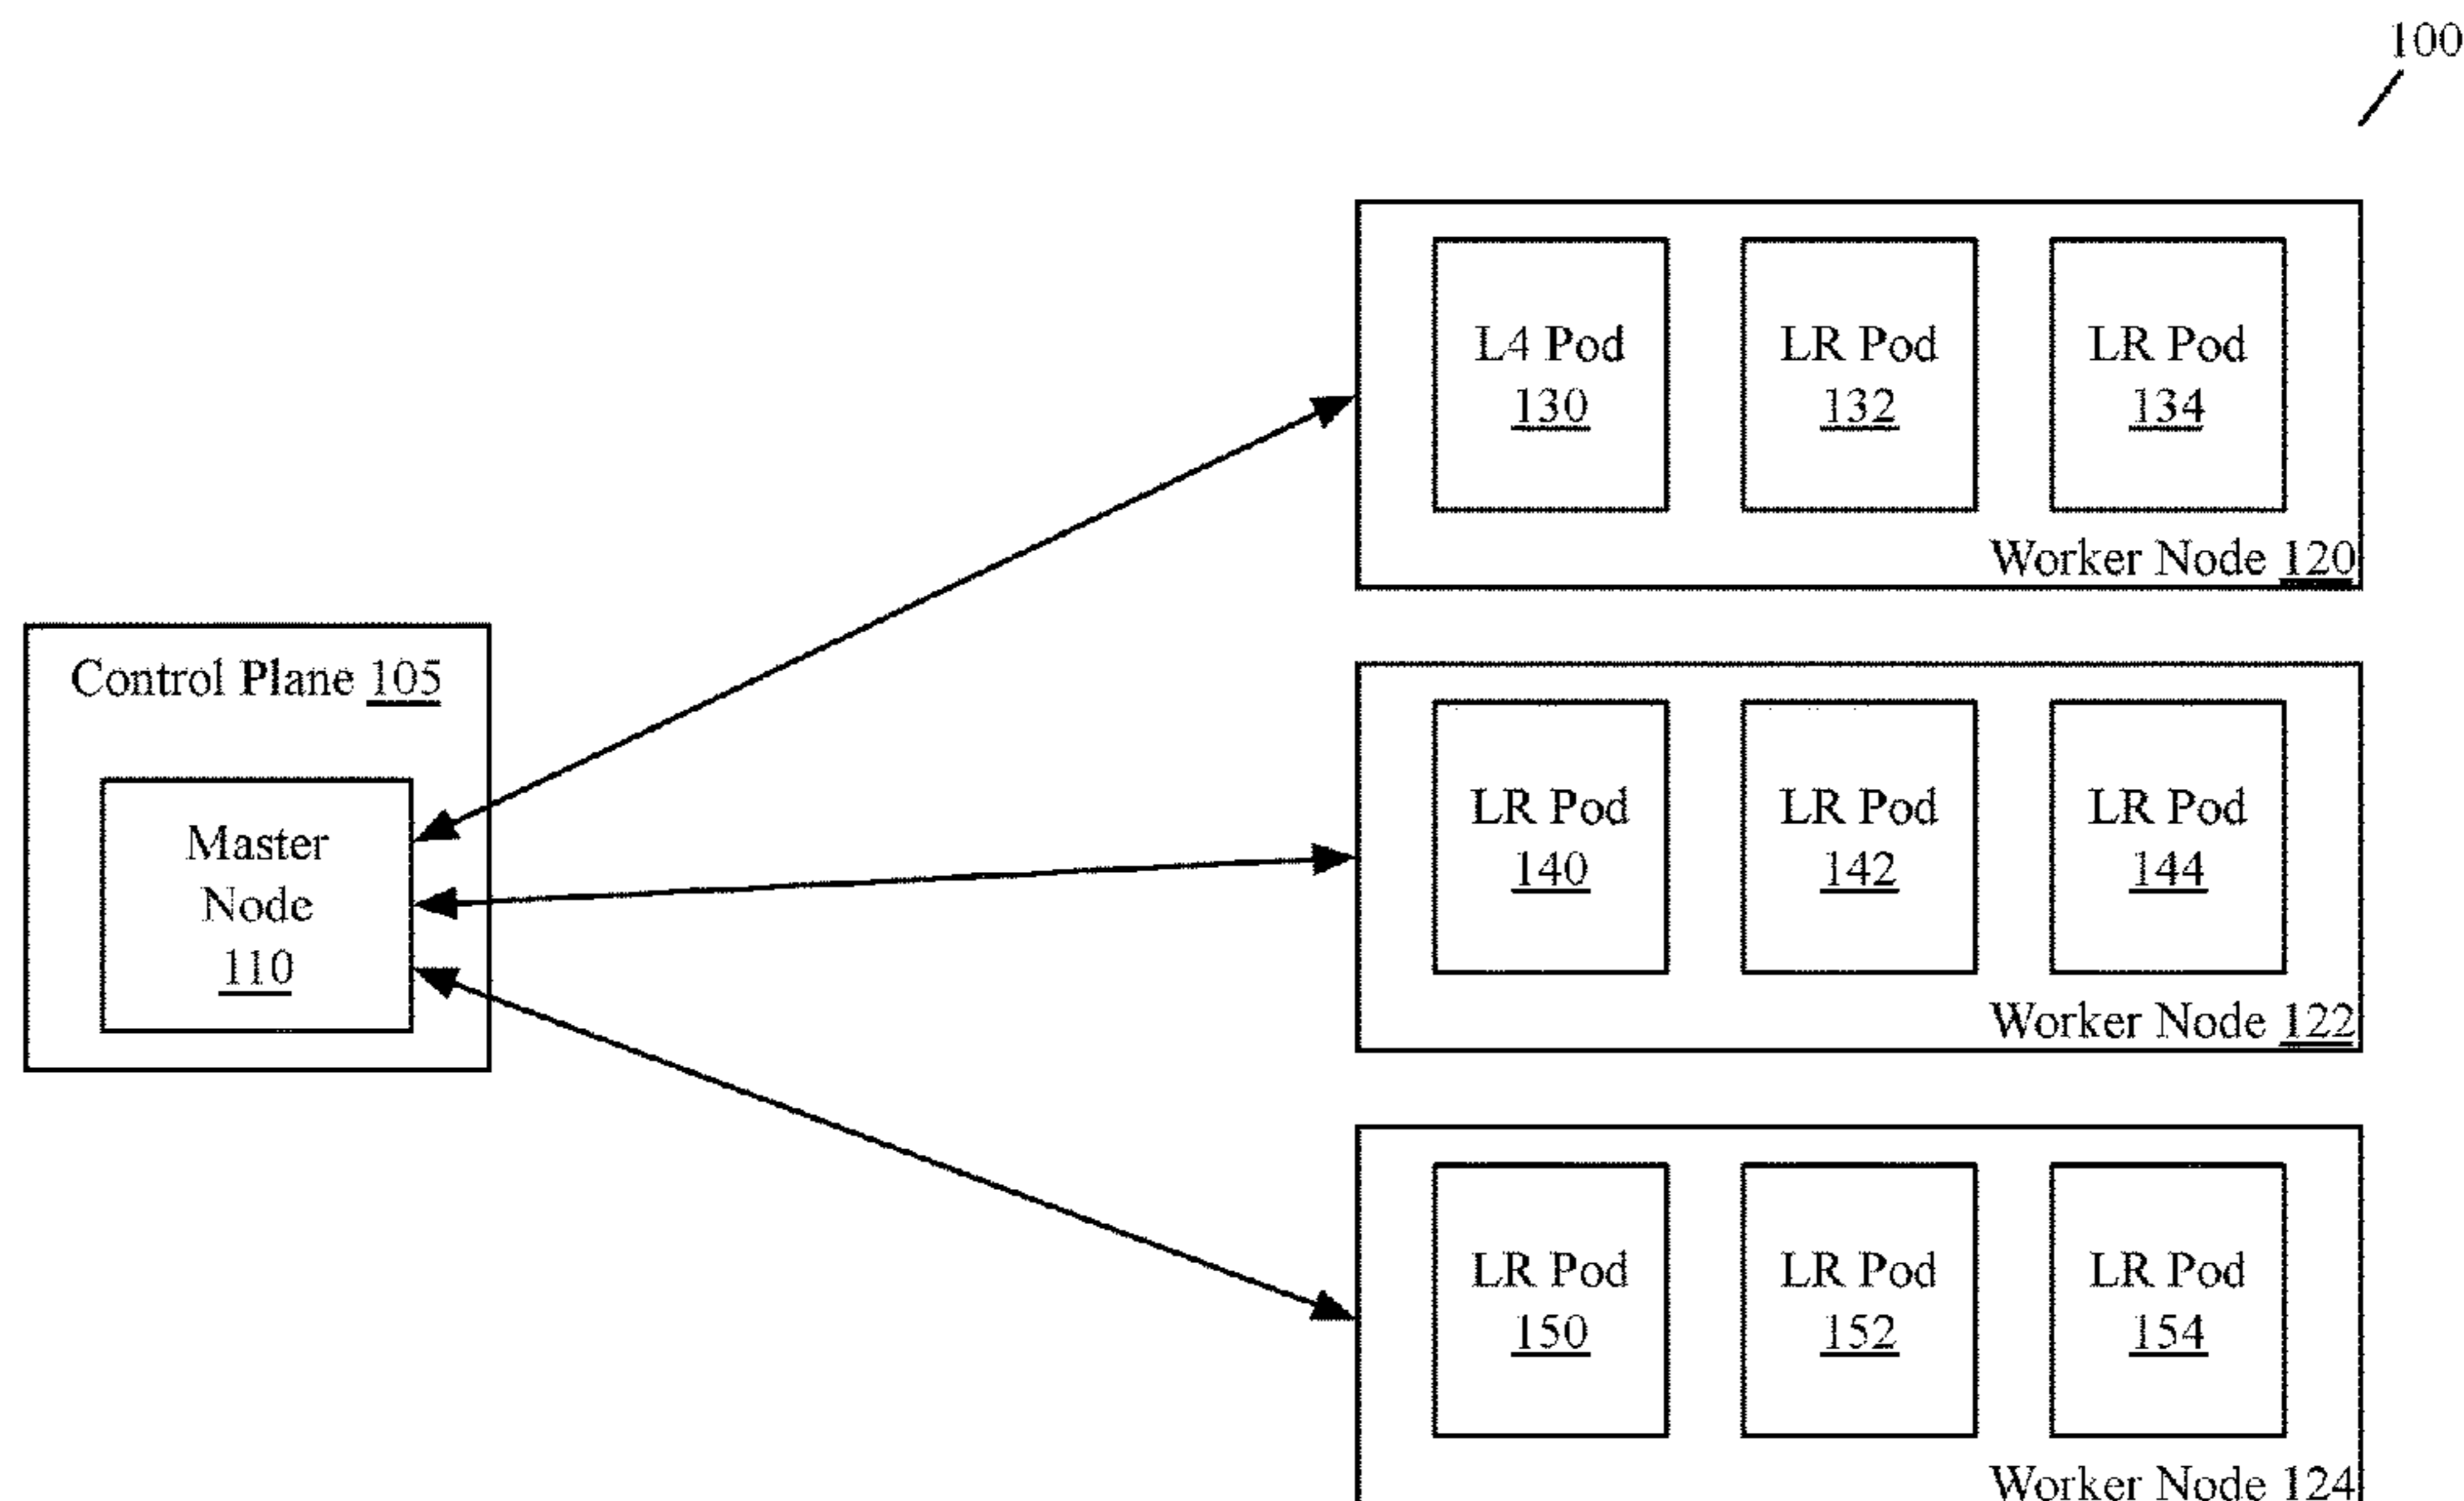 100
L4 Pod
130
LR Pod
132
LR Pod
134
Worker Node 120
Control Plane 105
Master
Node
110
LR Pod
140
LR Pod
142
LR Pod
144
Worker Node 122
LR Pod
150
LR Pod
152
LR Pod
154
Worker Node 124